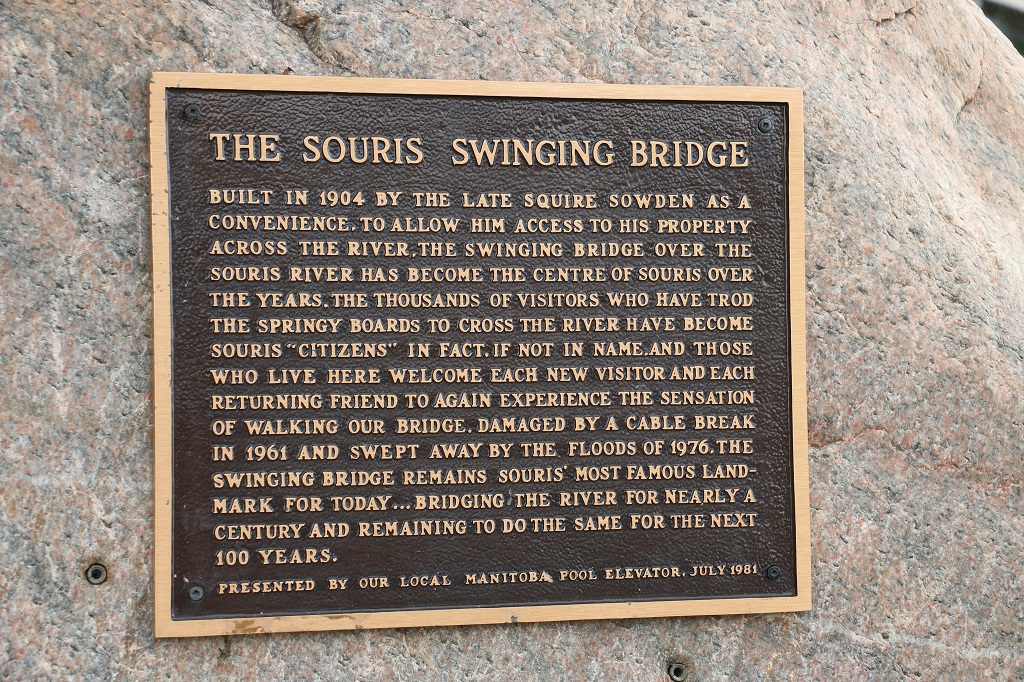 THE SOURIS SWINGING BRIDGE
BUILT IN 1904 BY THE LATE SQUIRE SOWDEN AS A
CONVENIENCE, TO ALLOW HIM ACCESS TO HIS PROPERTY
ACROSS THE RIVER, THE SWINGING BRIDGE OVER THE
SOURIS RIVER HAS BECOME THE CENTRE OF SOURIS OVER
THE YEARS. THE THOUSANDS OF VISITORS WHO HAVE TROD
THE SPRINGY BOARDS TO CROSS THE RIVER HAVE BECOME
SOURIS "CITIZENS" IN FACT, IF NOT IN NAME. AND THOSE
WHO LIVE HERE WELCOME EACH NEW VISITOR AND EACH
RETURNING FRIEND TO AGAIN EXPERIENCE THE SENSATION
OF WALKING OUR BRIDGE. DAMAGED BY A CABLE BREAK
IN 1961 AND SWEPT AWAY BY THE FLOODS OF 1976. THE
SWINGING BRIDGE REMAINS SOURIS' MOST FAMOUS LAND-
MARK FOR TODAY... BRIDGING THE RIVER FOR NEARLY A
CENTURY AND REMAINING TO DO THE SAME FOR THE NEXT
100 YEARS.
PRESENTED BY OUR LOCAL MANITOBA POOL ELEVATOR, JULY 1981